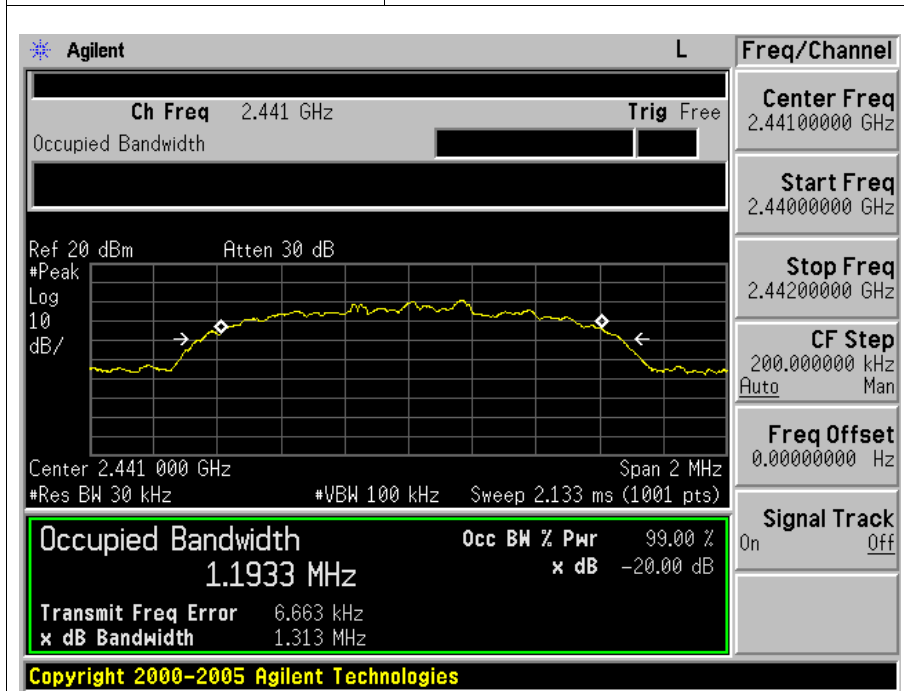 Agilent L Freq/Channel
Ch Freq 2.441 GHz Trig Free
Occupied Bandwidth
Center Freq
2.44100000 GHz
Start Freq
2.44000000 GHz
Stop Freq
2.44200000 GHz
CF Step
200.000000 kHz
Auto Man
Freq Offset
0.00000000 Hz
Signal Track
On Off
Ref 20 dBm Atten 30 dB
#Peak
Log
10
dB/
Center 2.441 000 GHz Span 2 MHz
#Res BW 30 kHz #VBW 100 kHz Sweep 2.133 ms (1001 pts)
Occupied Bandwidth
1.1933 MHz
Occ BW % Pwr 99.00 %
x dB -20.00 dB
Transmit Freq Error 6.663 kHz
x dB Bandwidth 1.313 MHz
Copyright 2000-2005 Agilent Technologies